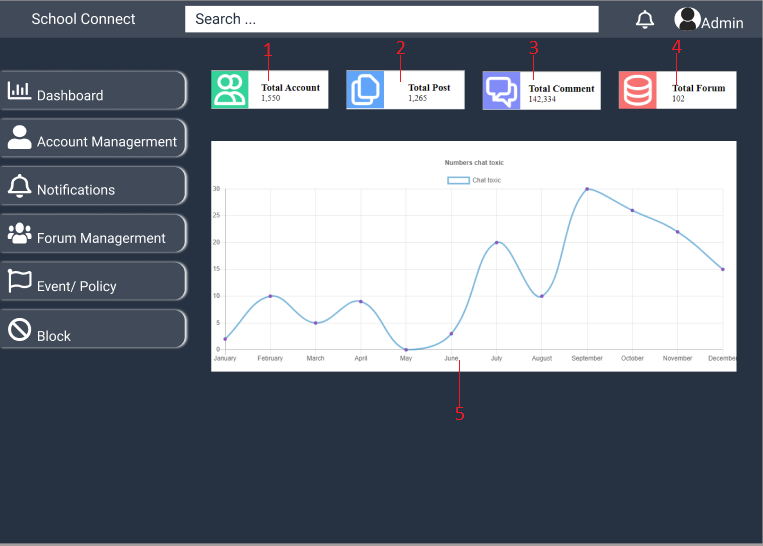 School Connect
Search ...
Admin
1
2
3
4
Dashboard
Account Managerment
Notifications
Forum Managerment
Event/ Policy
Block
Total Account
1,550
Total Post
1,265
Total Comment
142,334
Total Forum
102
Numbers chat toxic
Chat toxic
30
25
20
15
10
5
0
January February March April May June July August September October November December
5